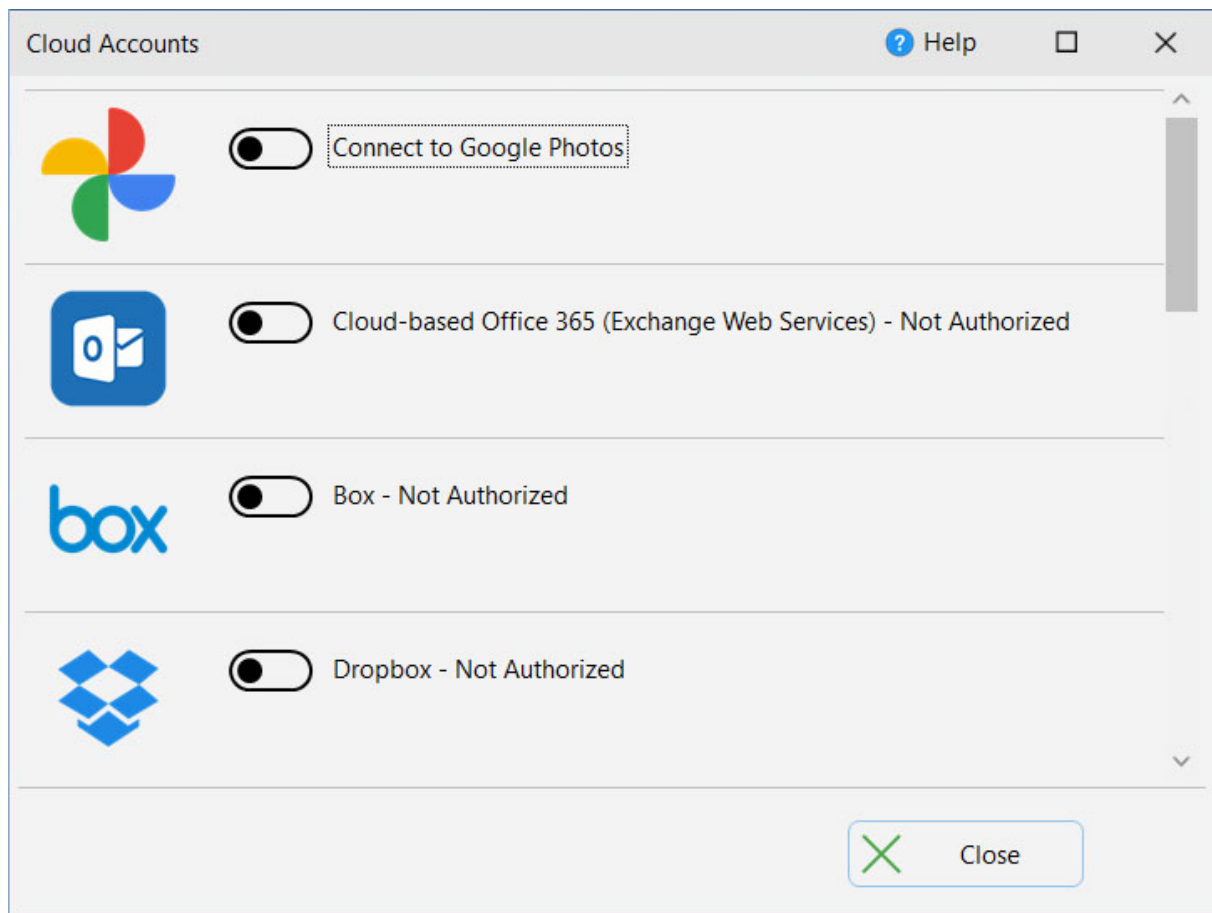 Cloud Accounts
? Help
Connect to Google Photos
Cloud-based Office 365 (Exchange Web Services) - Not Authorized
o
box
Box - Not Authorized
Dropbox - Not Authorized
Close